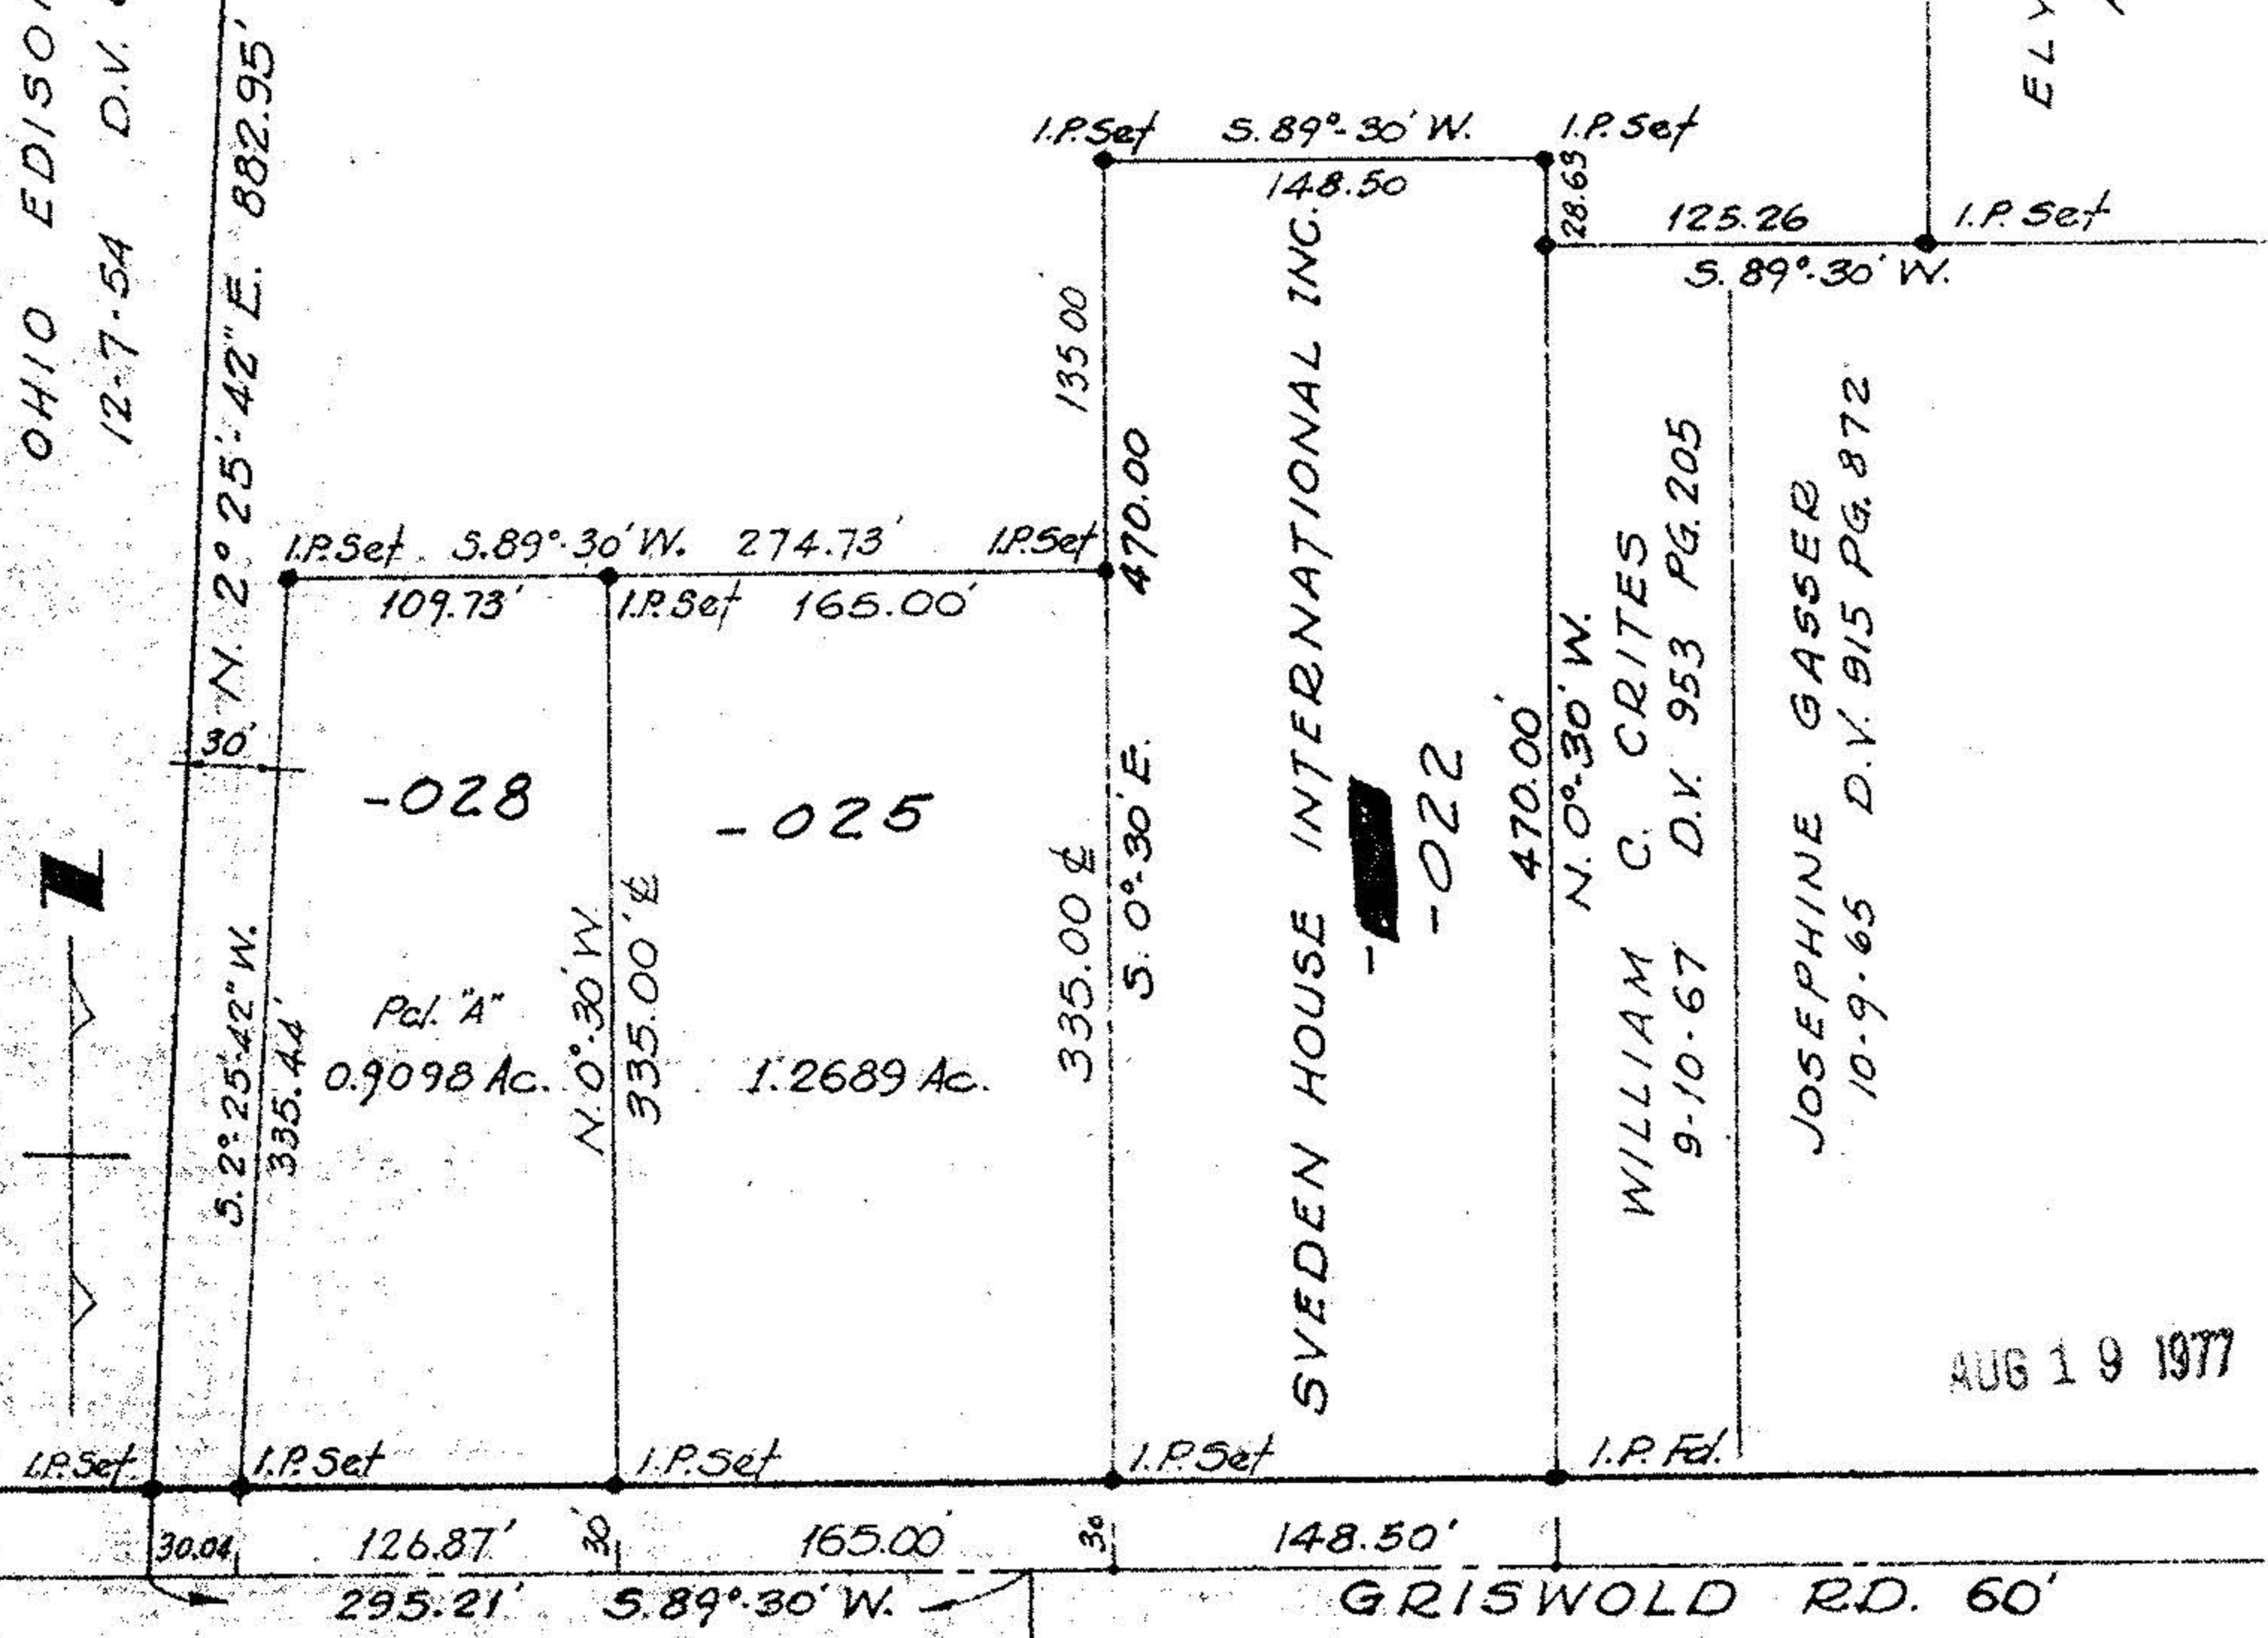 OHIO EDISO
12-7-54 D.V.
N. 2° 25'-42" E. 882.95'
ELY
I.P. Set S. 89°-30' W. I.P. Set
148.50
28.63
125.26 I.P. Set
S. 89°-30' W.
135 00
470.00
I.P. Set S. 89°-30' W. 274.73' I.P. Set
109.73' I.P. Set 165.00'
30'
-028
-025
S. 2°-25'-42" W.
335.44'
Pcl. "A"
0.9098 Ac.
N. 0°-30' W
335.00' ℄
1.2689 Ac.
335.00 ℄
S. 0°-30' E.
SVEDEN HOUSE INTERNATIONAL INC.
-022
470.00'
N. 0°-30' W.
WILLIAM C. CRITES
9-10-67 D.V. 953 PG. 205
JOSEPHINE GASSER
10-9-65 D.V. 915 PG. 872
AUG 19 1977
I.P. Set I.P. Set I.P. Set I.P. Set I.P. Fd.
30.04 126.87' 30' 165.00' 30 148.50'
295.21' S. 89°-30' W. GRISWOLD RD. 60'